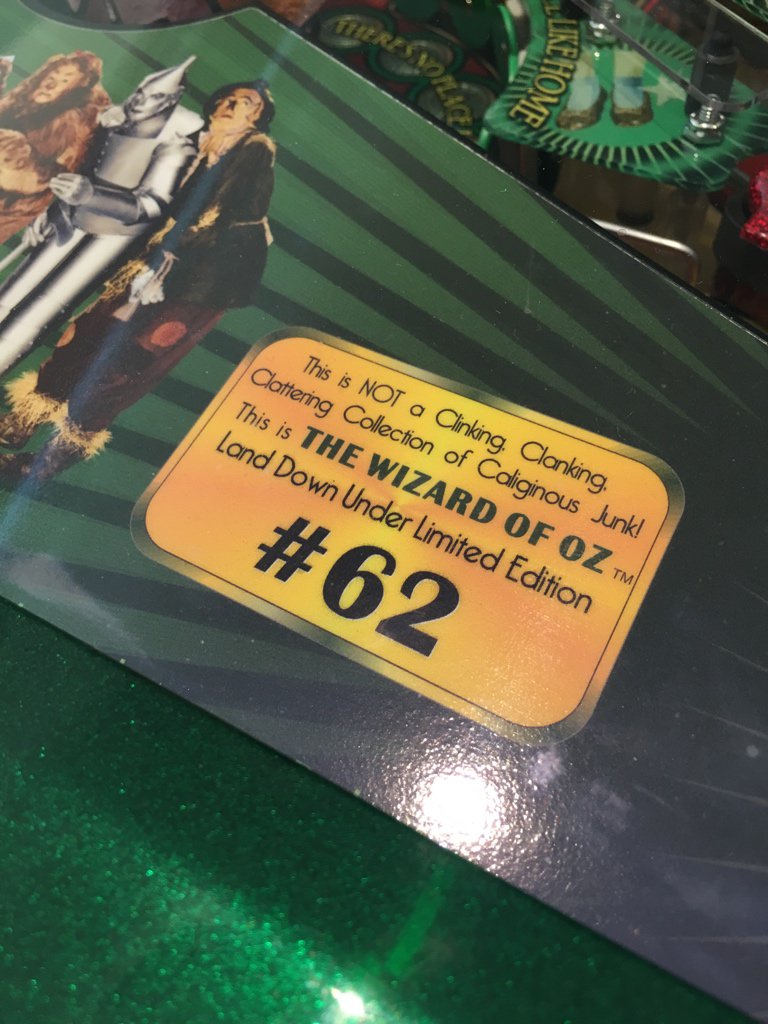 THERE'S NO PLACE
LIKE HOME
This is NOT a Clinking, Clanking,
Clattering Collection of Caliginous Junk!
This is THE WIZARD OF OZ™
Land Down Under Limited Edition
#62